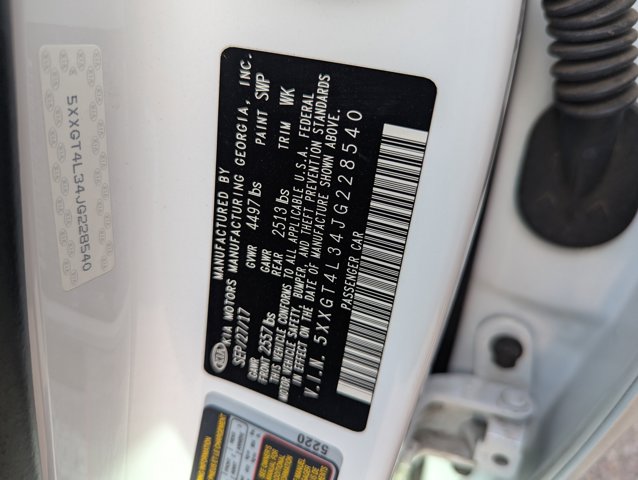 5XXGT4L34JG228540
MANUFACTURED BY
KIA KIA MOTORS MANUFACTURING GEORGIA, INC.
SEP/27/17 GVWR 4497 lbs PAINT SWP
GAWR FRONT 2557 lbs GAWR REAR 2513 lbs TRIM WK
THIS VEHICLE CONFORMS TO ALL APPLICABLE U.S.A. FEDERAL
MOTOR VEHICLE SAFETY, BUMPER, AND THEFT PREVENTION STANDARDS
IN EFFECT ON THE DATE OF MANUFACTURE SHOWN ABOVE.
V.I.N. 5XXGT4L34JG228540
PASSENGER CAR
5220